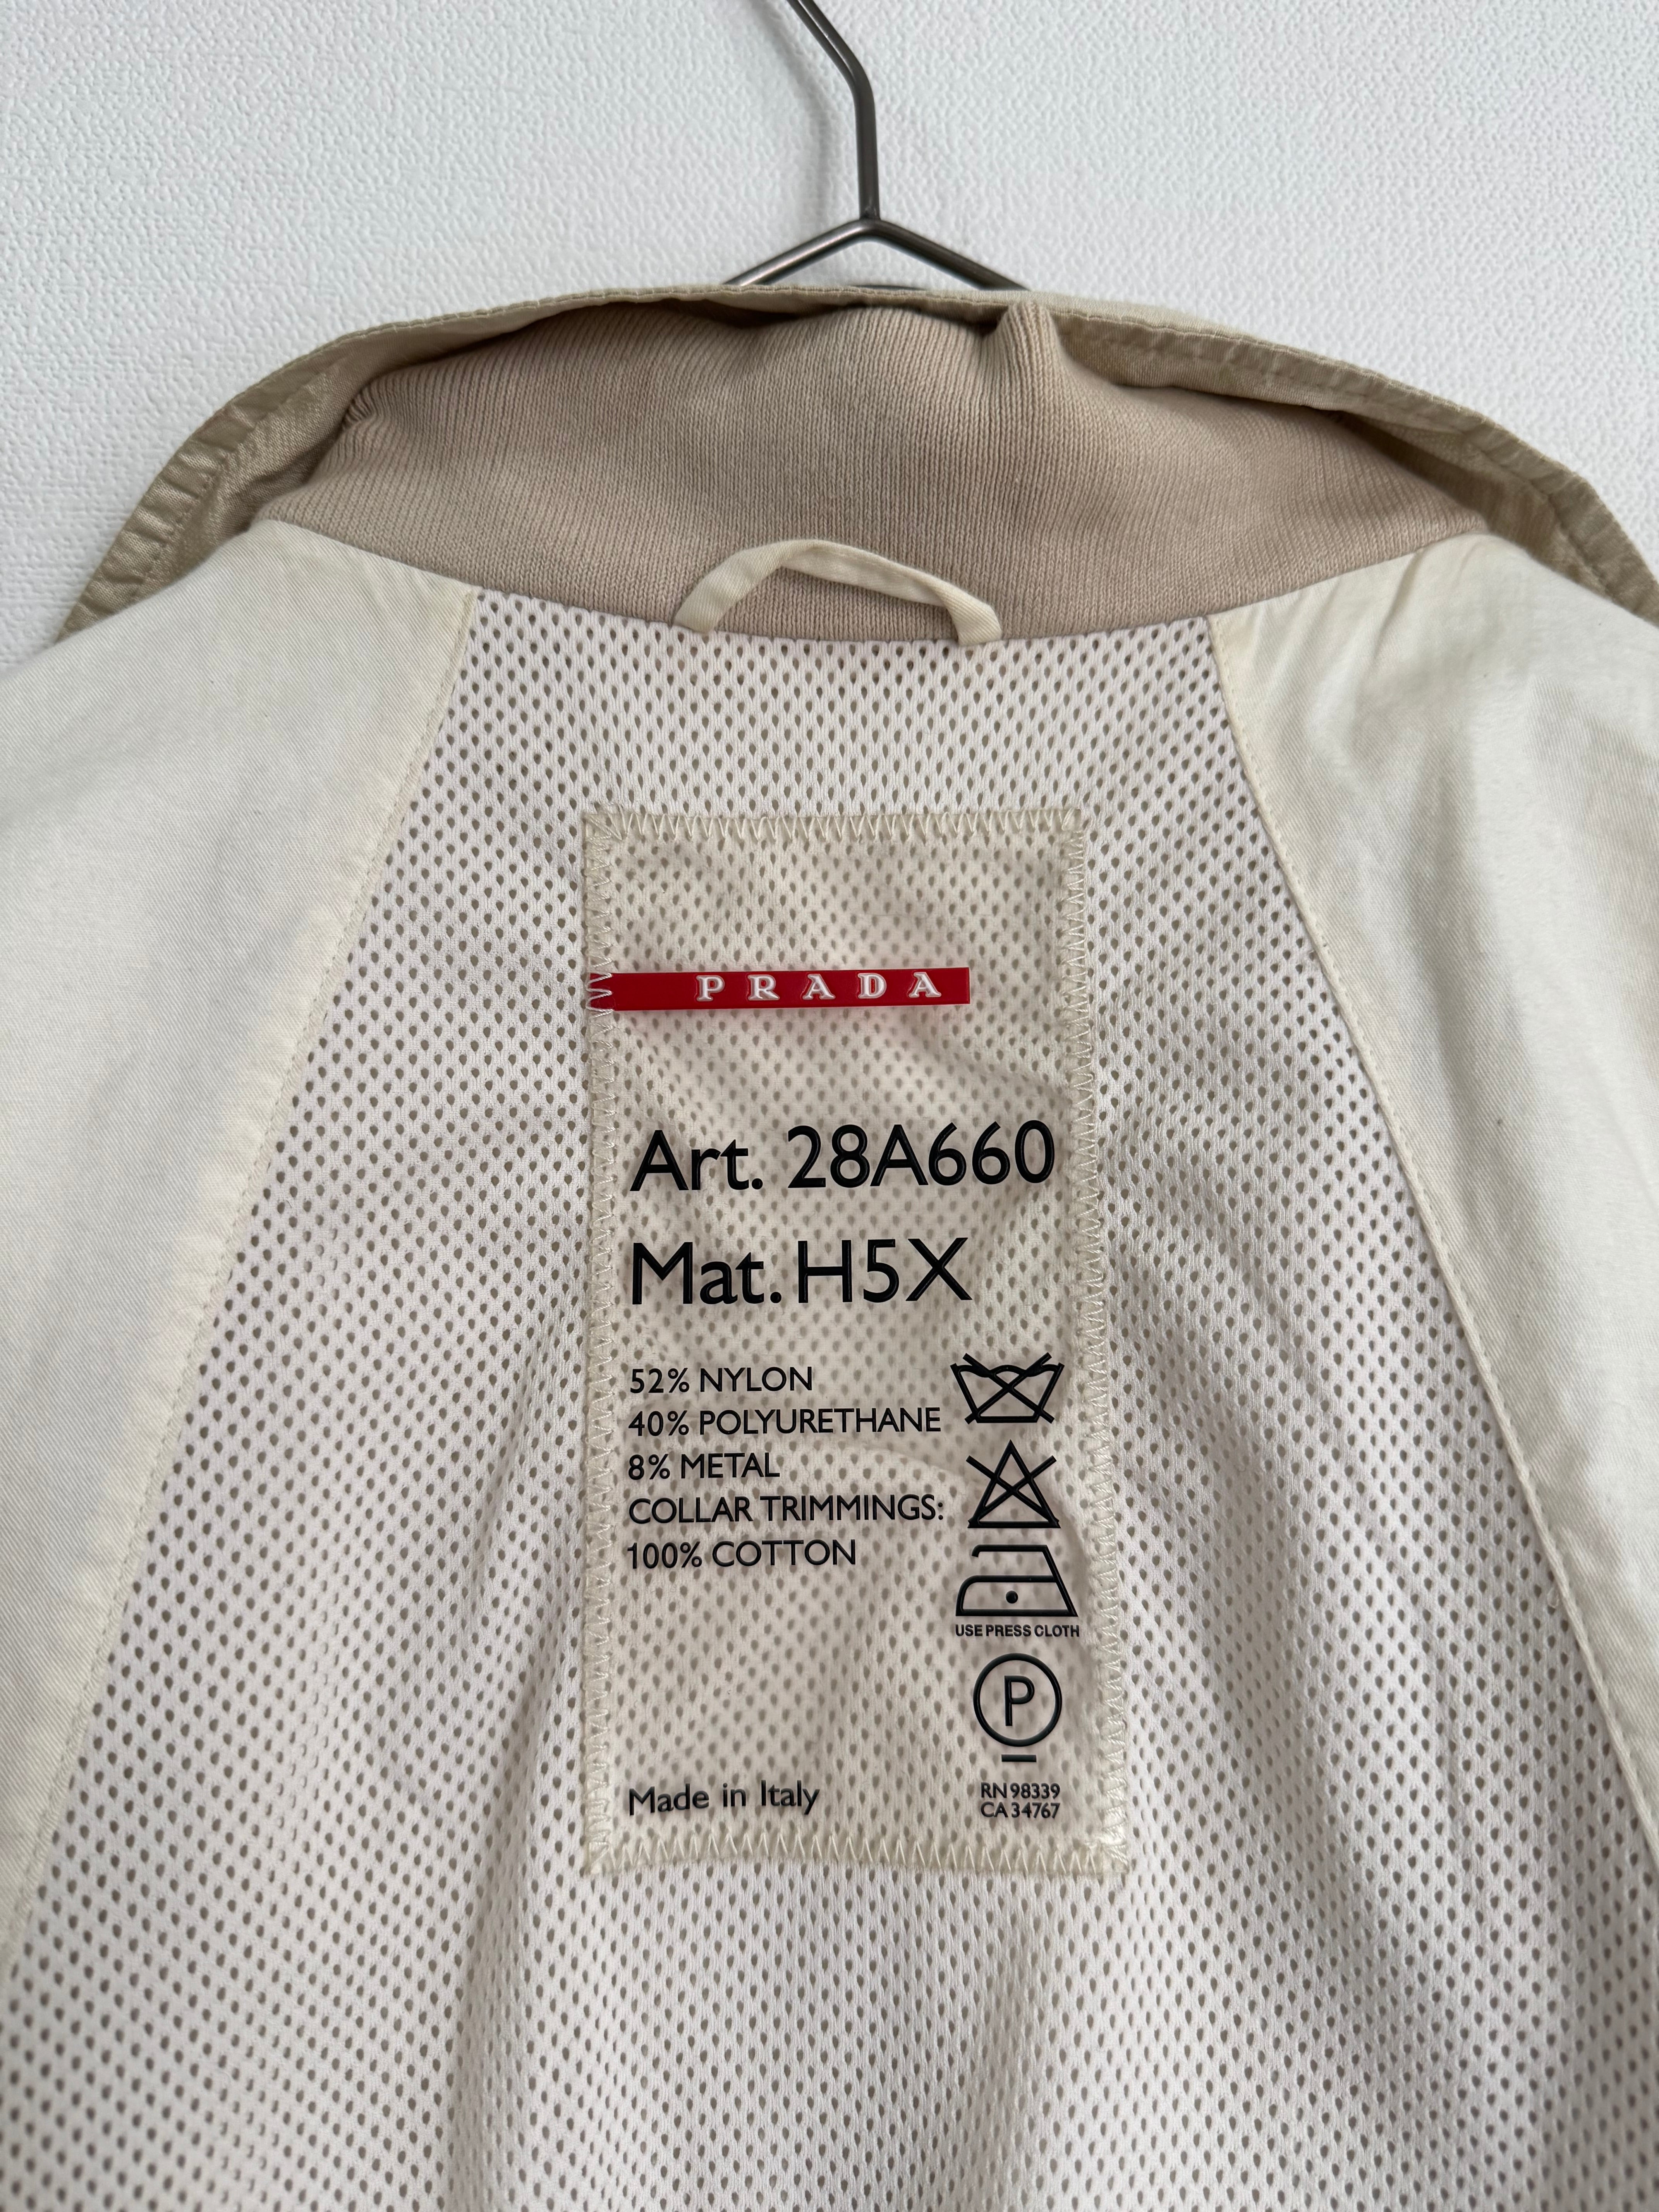 PRADA
Art. 28A660
Mat. H5X
52% NYLON
40% POLYURETHANE
8% METAL
COLLAR TRIMMINGS:
100% COTTON
USE PRESS CLOTH
P
Made in Italy
RN 98339
CA 34767